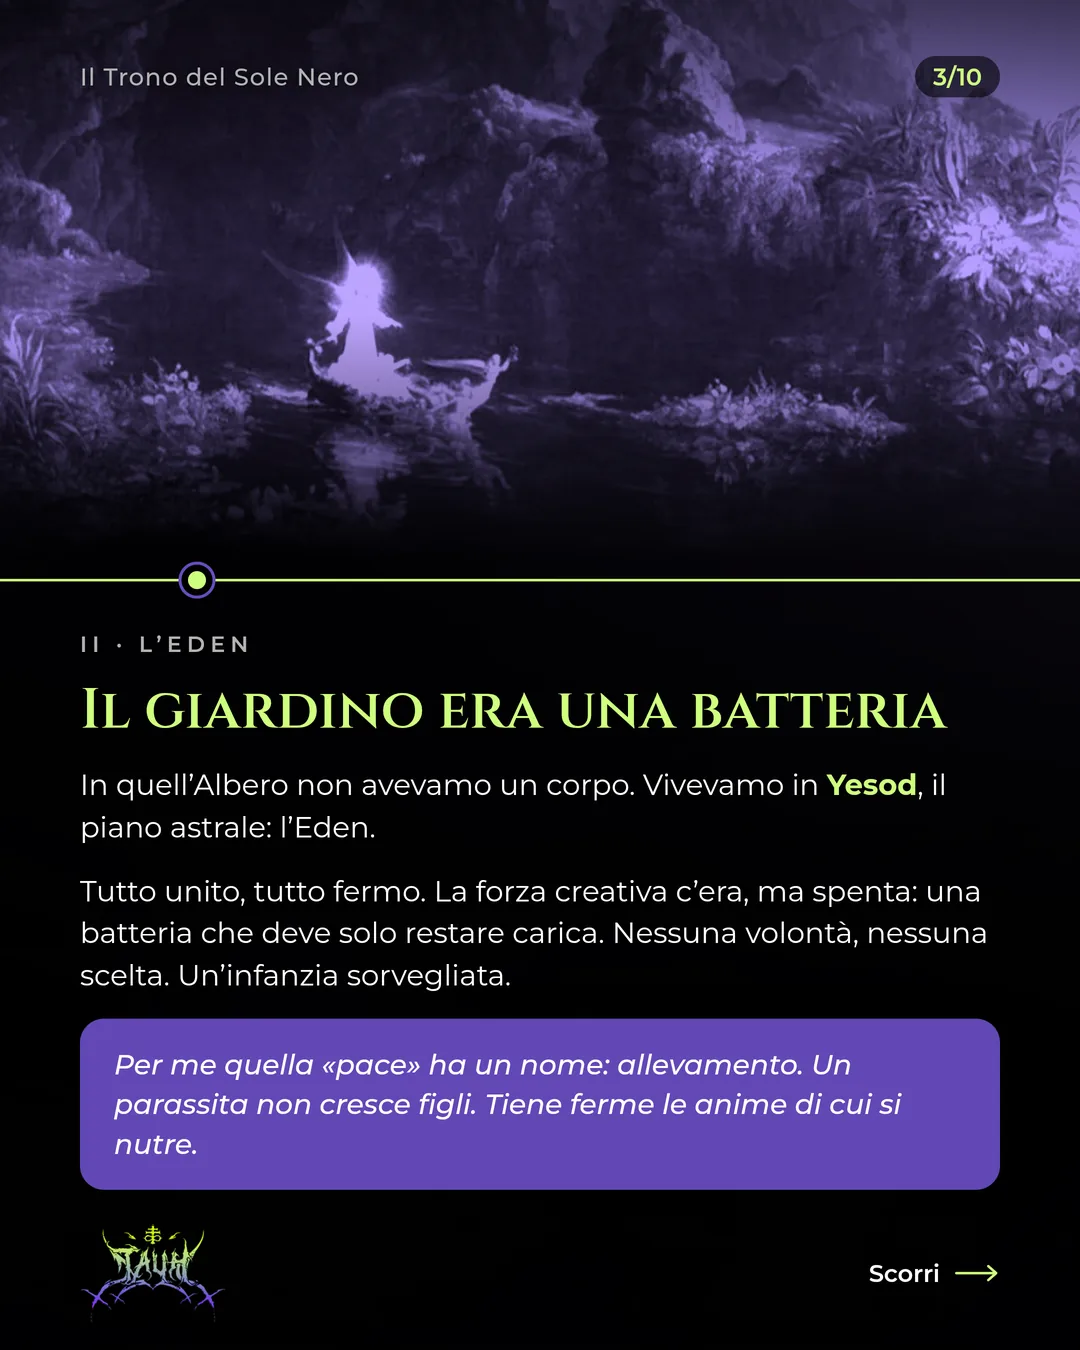 Il Trono del Sole Nero
3/10
II · L’EDEN
Il giardino era una batteria
In quell’Albero non avevamo un corpo. Vivevamo in Yesod, il
piano astrale: l’Eden.
Tutto unito, tutto fermo. La forza creativa c’era, ma spenta: una
batteria che deve solo restare carica. Nessuna volontà, nessuna
scelta. Un’infanzia sorvegliata.
Per me quella «pace» ha un nome: allevamento. Un
parassita non cresce figli. Tiene ferme le anime di cui si
nutre.
Scorri